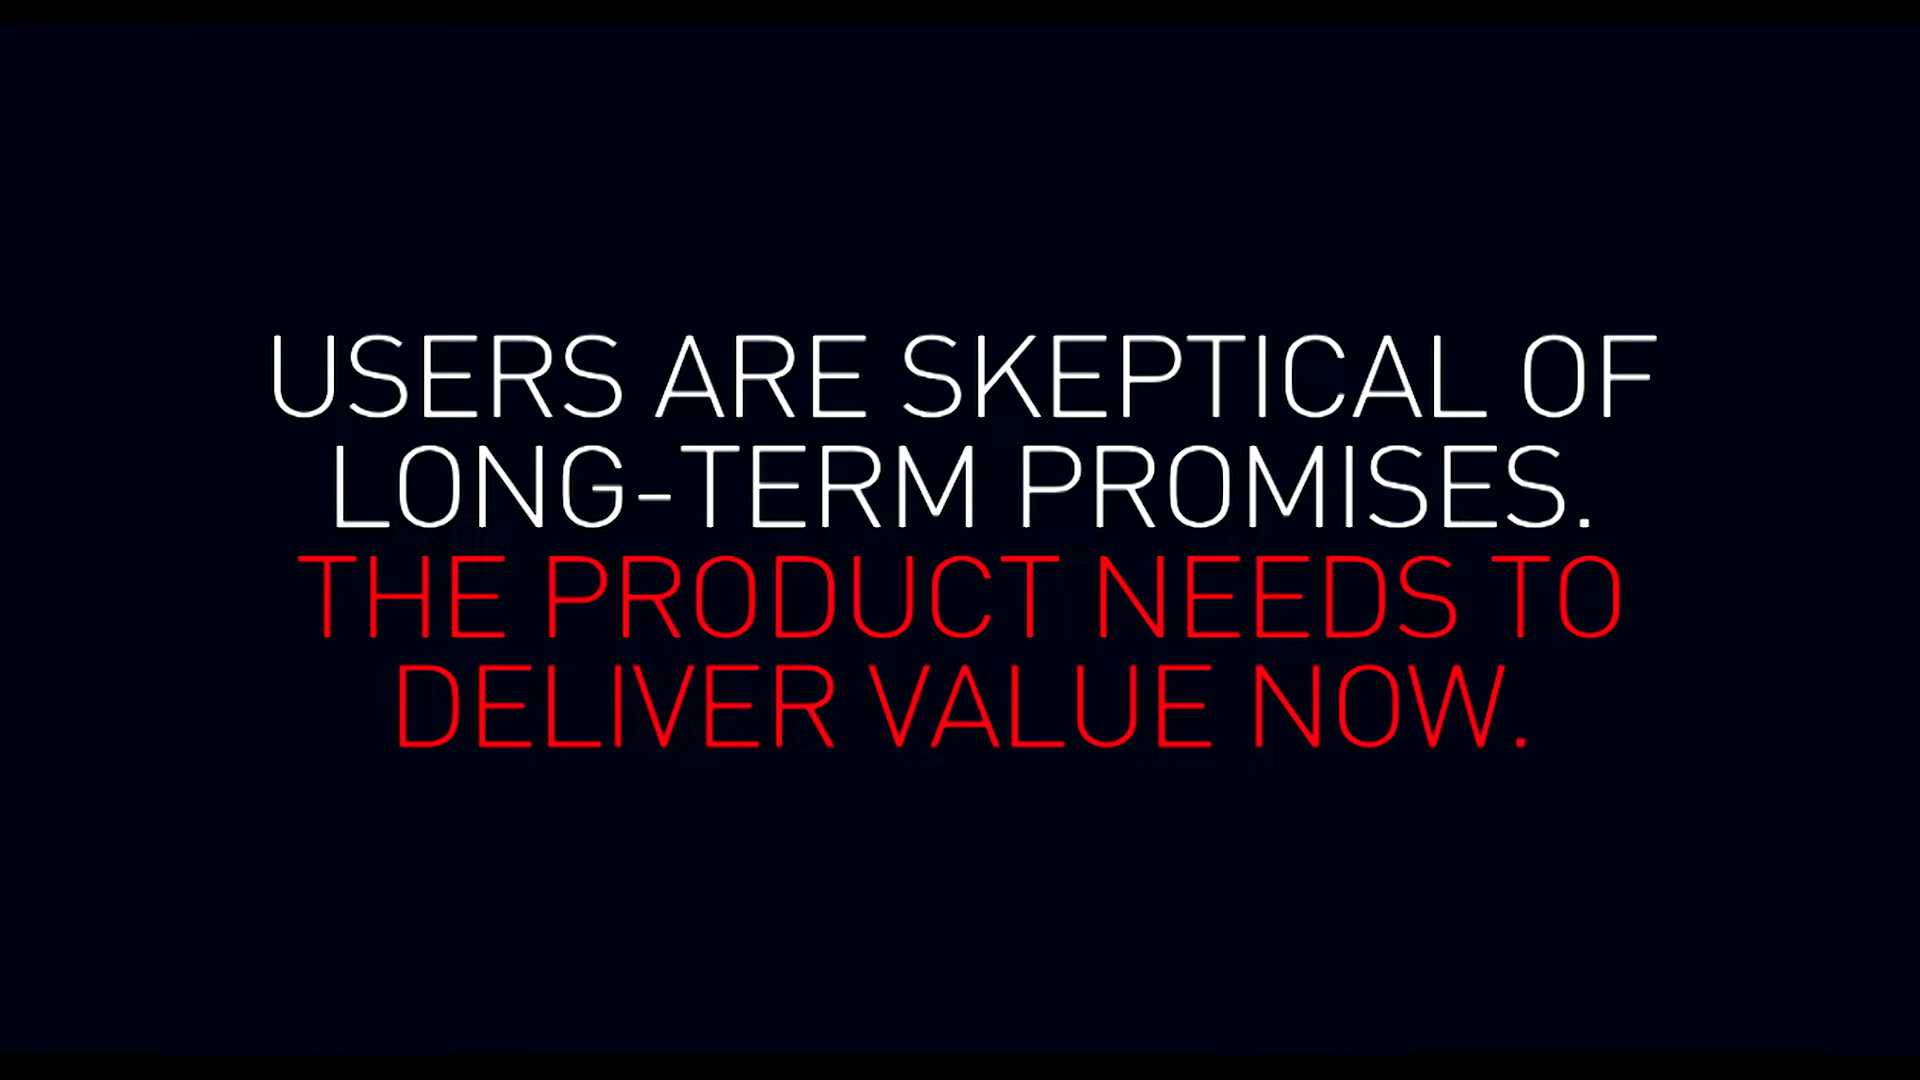 USERS ARE SKEPTICAL OF
LONG-TERM PROMISES.
THE PRODUCT NEEDS TO
DELIVER VALUE NOW.